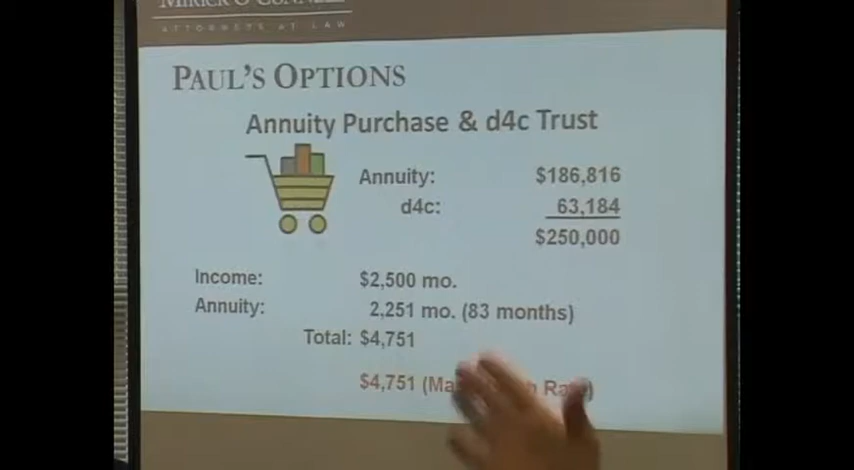 ATTORNEYS AT LAW
PAUL'S OPTIONS
Annuity Purchase & d4c Trust
Annuity: $186,816
d4c: 63,184
$250,000
Income: $2,500 mo.
Annuity: 2,251 mo. (83 months)
Total: $4,751
$4,751